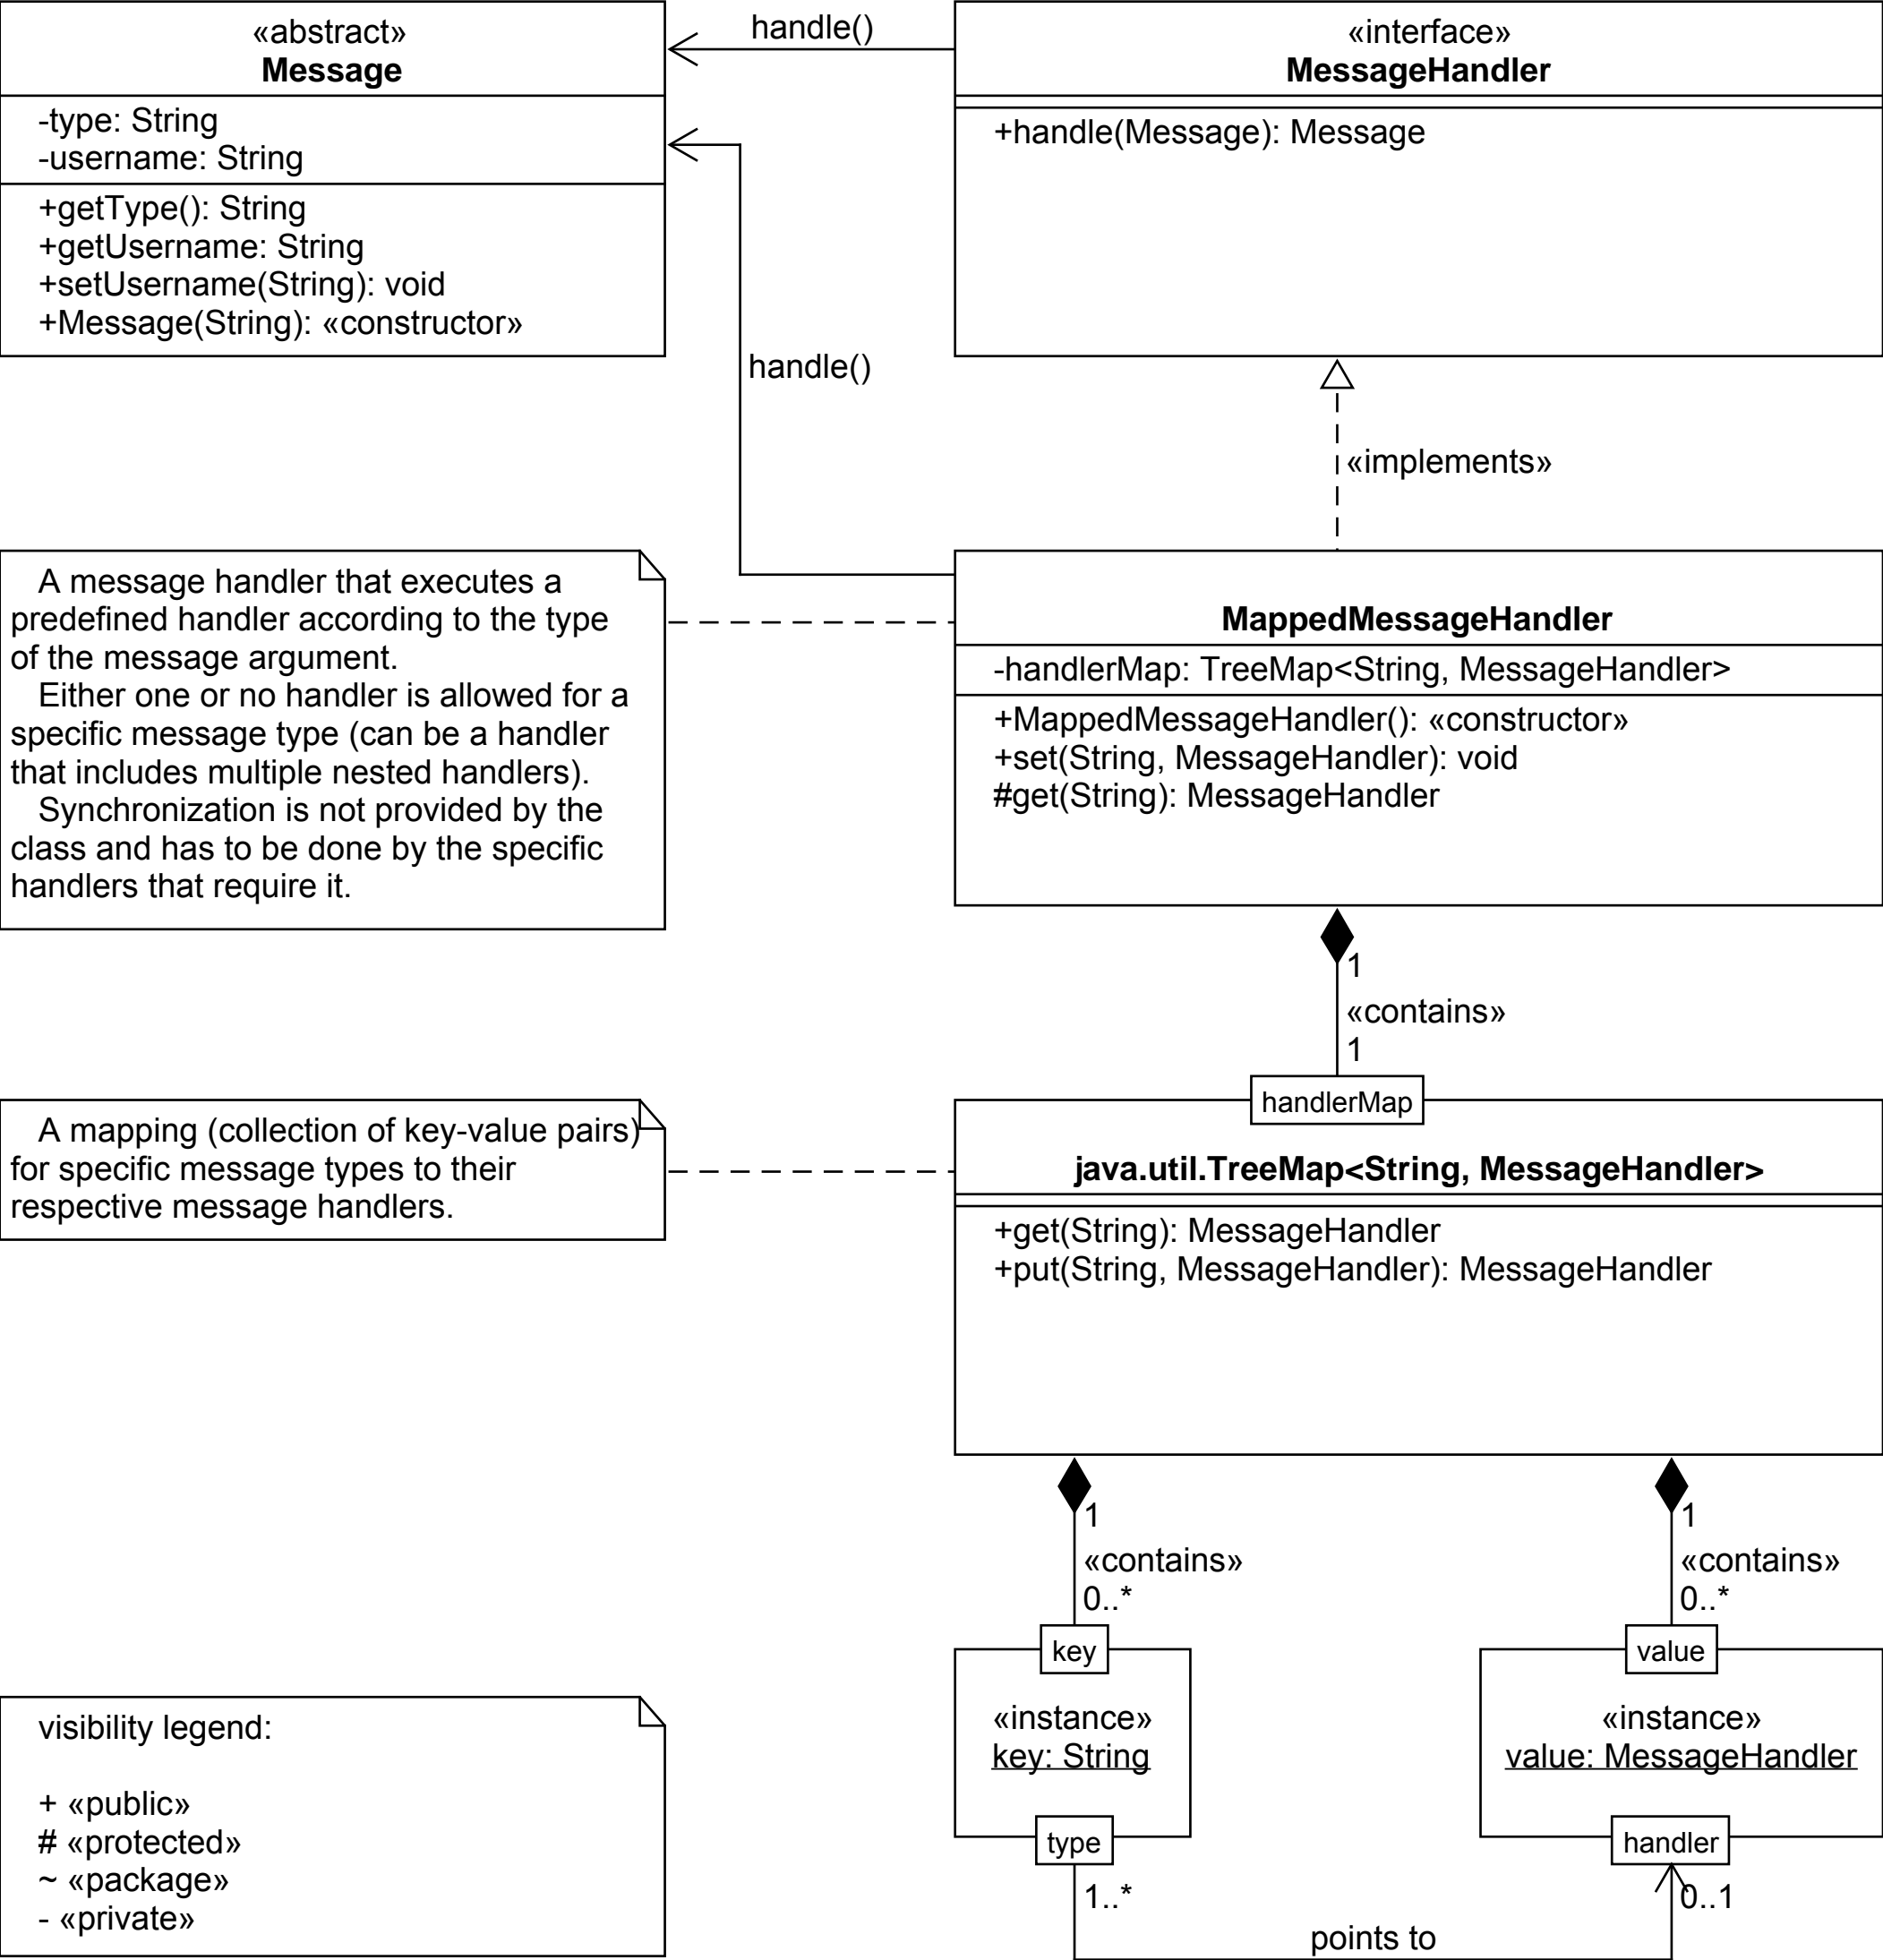 «abstract»
Message
-type: String
-username: String
+getType(): String
+getUsername: String
+setUsername(String): void
+Message(String): «constructor»
handle()
«interface»
MessageHandler
+handle(Message): Message
handle()
«implements»
A message handler that executes a
predefined handler according to the type
of the message argument.
Either one or no handler is allowed for a
specific message type (can be a handler
that includes multiple nested handlers).
Synchronization is not provided by the
class and has to be done by the specific
handlers that require it.
MappedMessageHandler
-handlerMap: TreeMap<String, MessageHandler>
+MappedMessageHandler(): «constructor»
+set(String, MessageHandler): void
#get(String): MessageHandler
1
«contains»
1
handlerMap
A mapping (collection of key-value pairs)
for specific message types to their
respective message handlers.
java.util.TreeMap<String, MessageHandler>
+get(String): MessageHandler
+put(String, MessageHandler): MessageHandler
1
«contains»
0..*
key
«instance»
key: String
type
1..*
1
«contains»
0..*
value
«instance»
value: MessageHandler
handler
0..1
points to
visibility legend:
+ «public»
# «protected»
~ «package»
- «private»